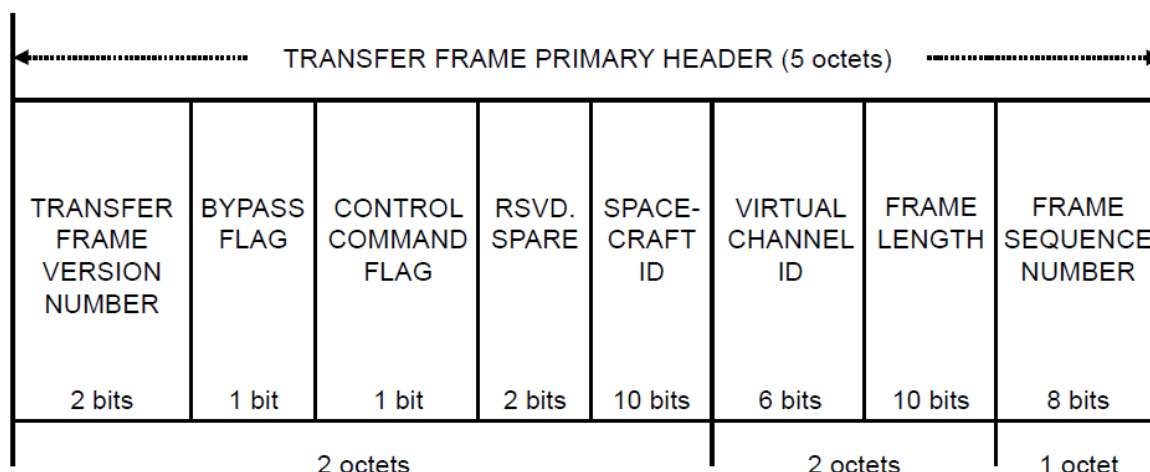 TRANSFER FRAME PRIMARY HEADER (5 octets)
TRANSFER
FRAME
VERSION
NUMBER
2 bits
BYPASS
FLAG
1 bit
CONTROL
COMMAND
FLAG
1 bit
RSVD.
SPARE
2 bits
SPACE-
CRAFT
ID
10 bits
VIRTUAL
CHANNEL
ID
6 bits
FRAME
LENGTH
10 bits
FRAME
SEQUENCE
NUMBER
8 bits
2 octets
2 octets
1 octet